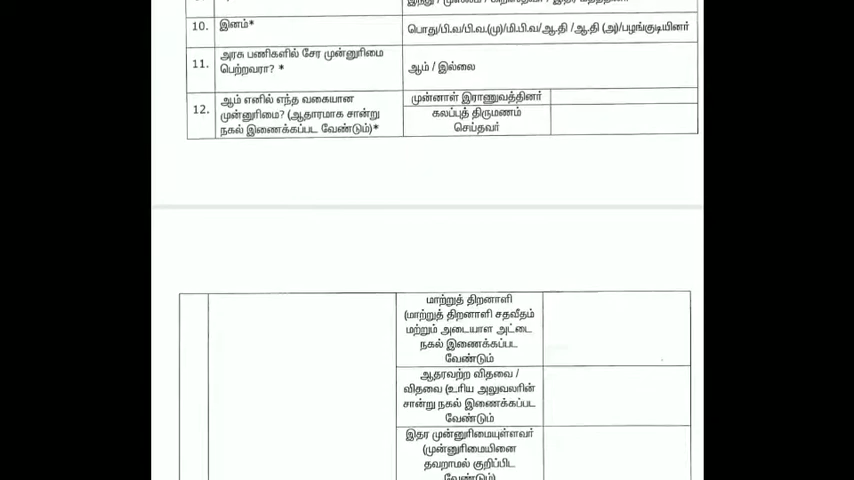 10. இனம்*
பொது/பி.வ/பி.வ.(மு)/மி.பி.வ/ஆ.தி /ஆ.தி (அ)/பழங்குடியினர்
11. அரசு பணிகளில் சேர முன்னுரிமை
பெற்றவரா? *
ஆம் / இல்லை
12. ஆம் எனில் எந்த வகையான
முன்னுரிமை? (ஆதாரமாக சான்று
நகல் இணைக்கப்பட வேண்டும்)*
முன்னாள் இராணுவத்தினர்
கலப்புத் திருமணம்
செய்தவர்
மாற்றுத் திறனாளி
(மாற்றுத் திறனாளி சதவீதம்
மற்றும் அடையாள அட்டை
நகல் இணைக்கப்பட
வேண்டும்
ஆதரவற்ற விதவை /
விதவை (உரிய அலுவலரின்
சான்று நகல் இணைக்கப்பட
வேண்டும்
இதர முன்னுரிமையுள்ளவர்
(முன்னுரிமையினை
தவறாமல் குறிப்பிட
வேண்டும்)